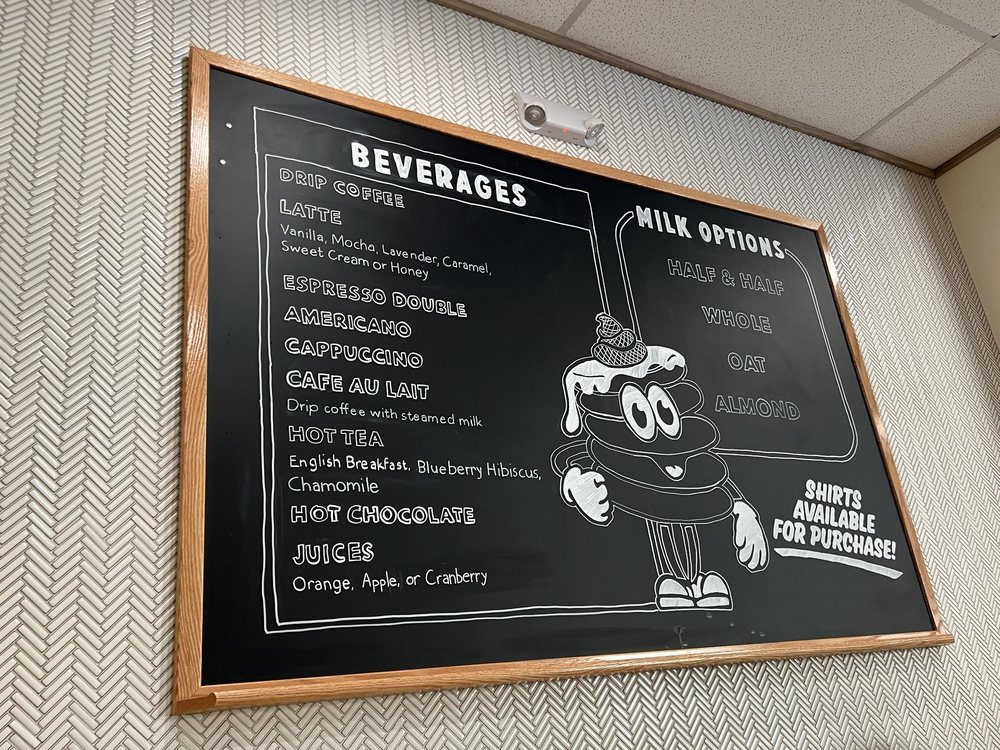 BEVERAGES
DRIP COFFEE
LATTE
Vanilla, Mocha, Lavender, Caramel,
Sweet Cream or Honey
ESPRESSO DOUBLE
AMERICANO
CAPPUCCINO
CAFE AU LAIT
Drip coffee with steamed milk
HOT TEA
English Breakfast, Blueberry Hibiscus,
Chamomile
HOT CHOCOLATE
JUICES
Orange, Apple, or Cranberry
MILK OPTIONS
HALF & HALF
WHOLE
OAT
ALMOND
SHIRTS
AVAILABLE
FOR PURCHASE!